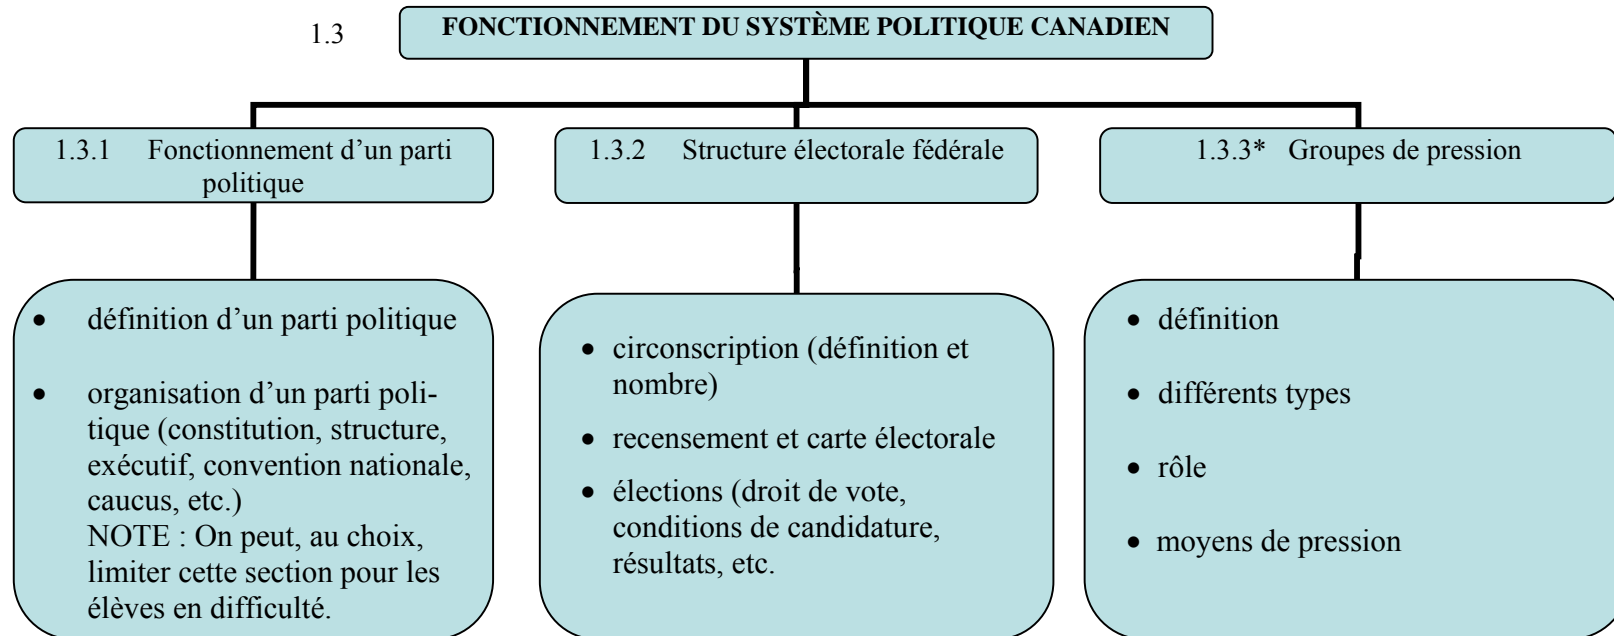 1.3 FONCTIONNEMENT DU SYSTÈME POLITIQUE CANADIEN
1.3.1 Fonctionnement d’un parti
politique
1.3.2 Structure électorale fédérale
1.3.3* Groupes de pression
• définition d’un parti politique
• organisation d’un parti poli-
tique (constitution, structure,
exécutif, convention nationale,
caucus, etc.)
NOTE : On peut, au choix,
limiter cette section pour les
élèves en difficulté.
• circonscription (définition et
nombre)
• recensement et carte électorale
• élections (droit de vote,
conditions de candidature,
résultats, etc.
• définition
• différents types
• rôle
• moyens de pression